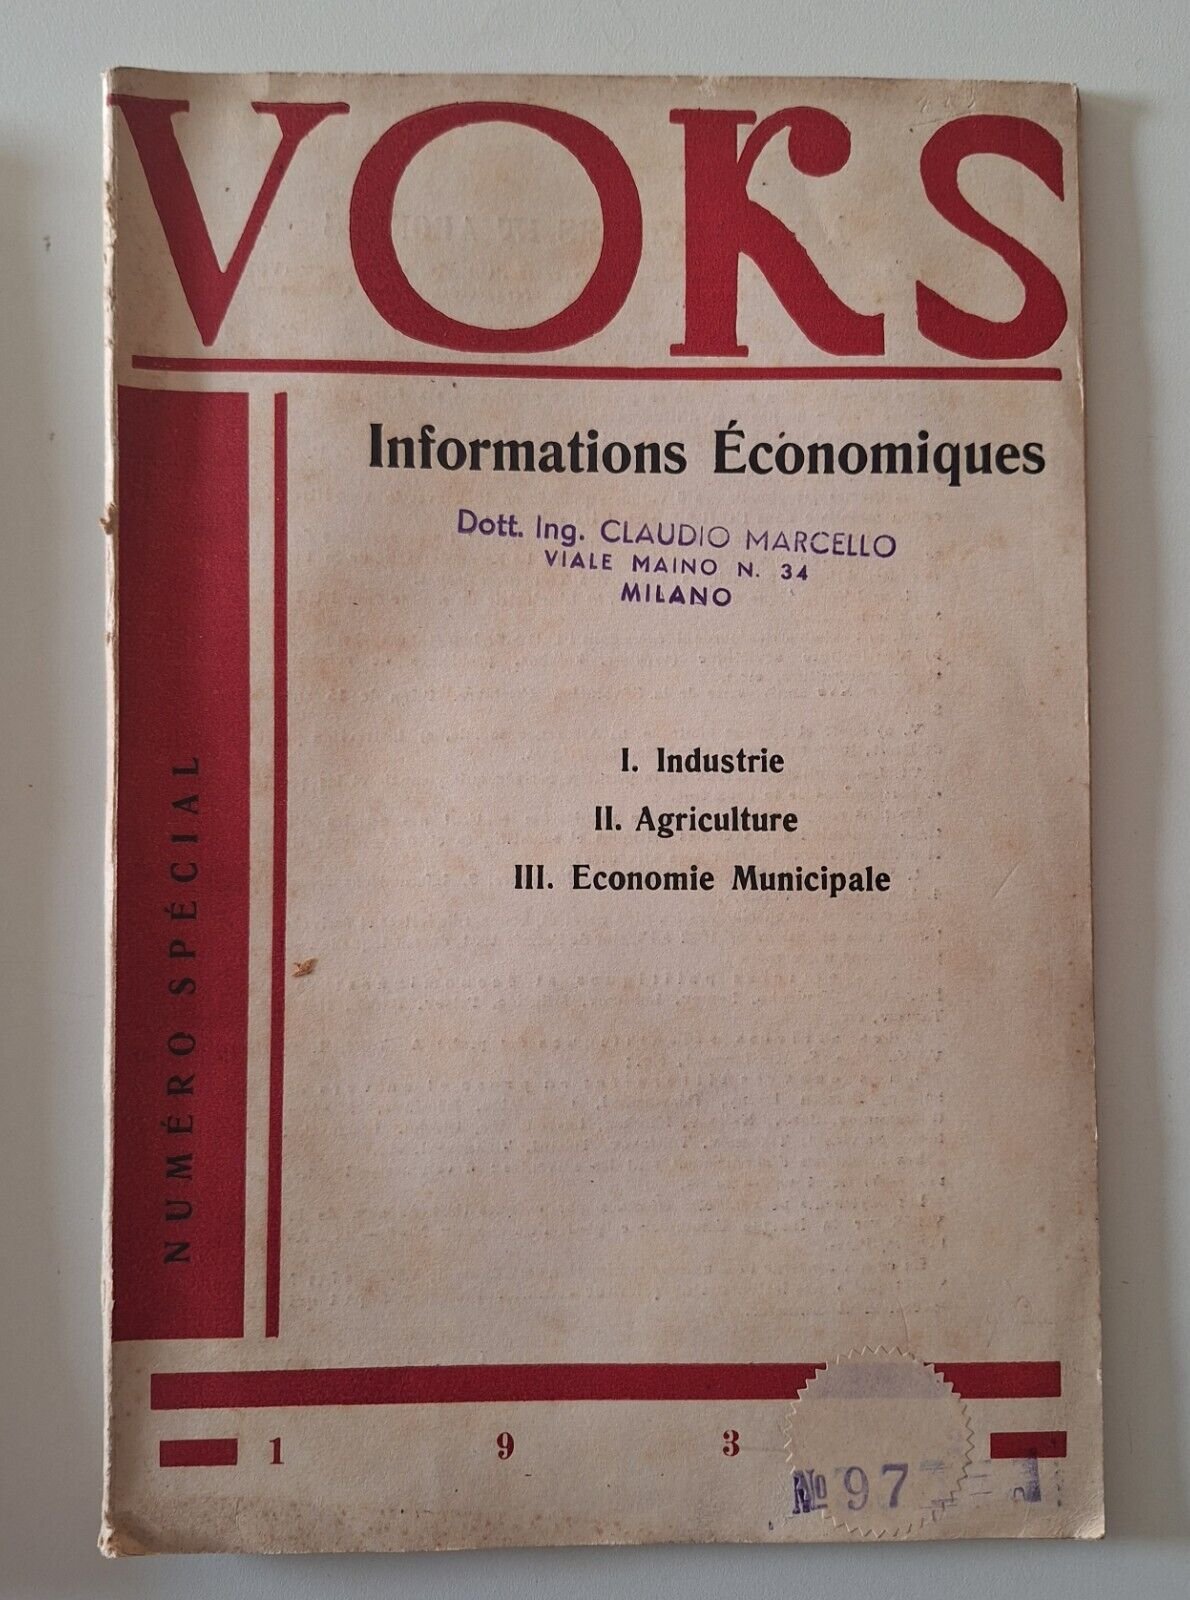 VOKS
Informations Économiques
Dott. Ing. CLAUDIO MARCELLO
VIALE MAINO N. 34
MILANO
I. Industrie
II. Agriculture
III. Economie Municipale
NUMÉRO SPÉCIAL
1 9 3
№ 97